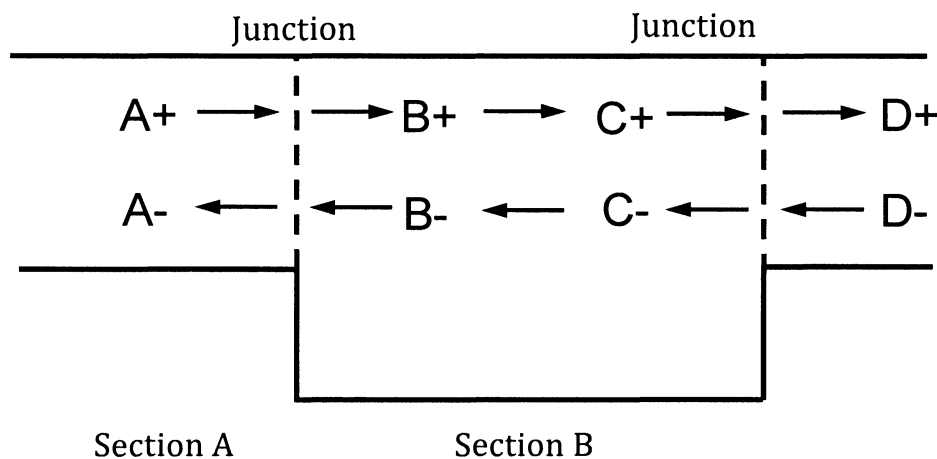 Junction Junction
A+ B+ C+ D+
A- B- C- D-
Section A Section B